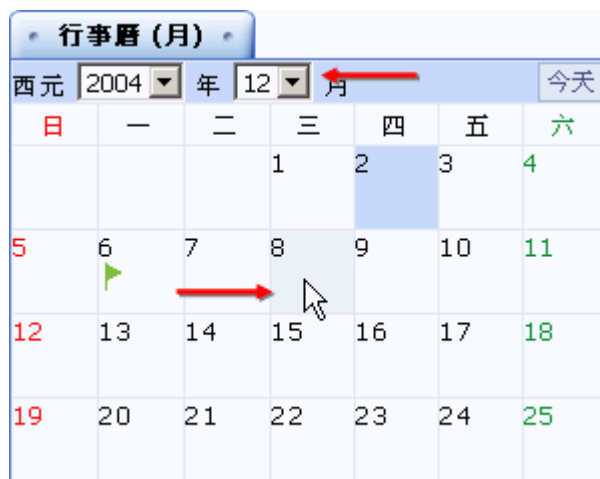 行事曆 (月)
西元 2004 年 12 月 今天
日 一 二 三 四 五 六
1 2 3 4
5 6 7 8 9 10 11
12 13 14 15 16 17 18
19 20 21 22 23 24 25